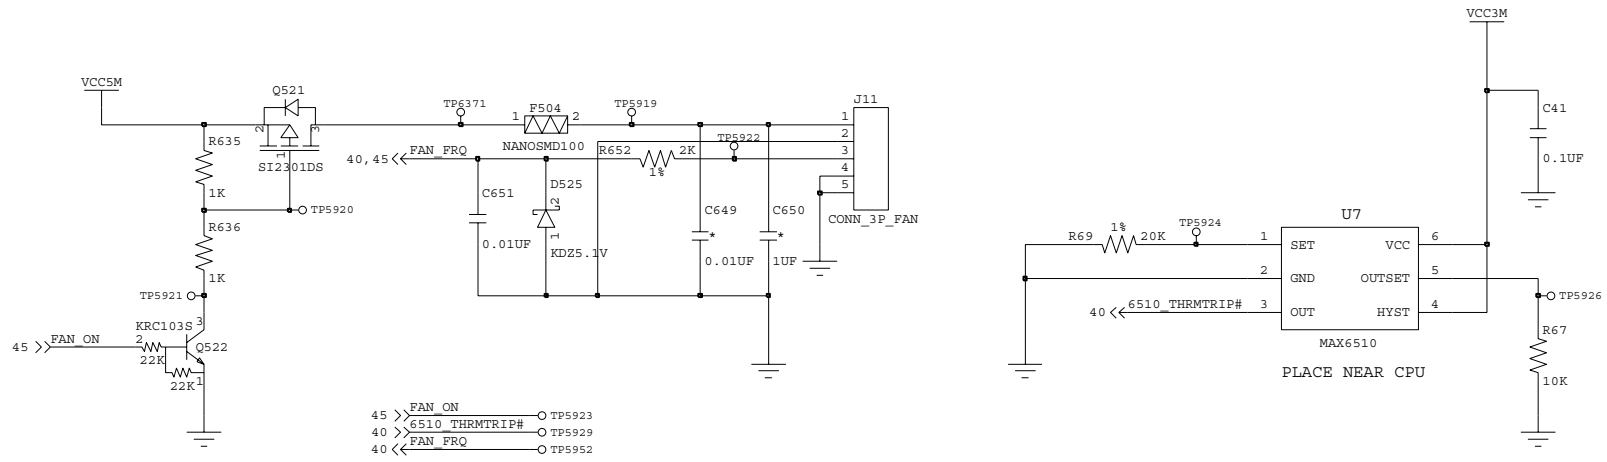 VCC5M
Q521
2
3
1
SI2301DS
R635
1K
TP5920
R636
1K
TP5921
KRC103S
3
45
FAN_ON
2
Q522
22K
22K
1
TP6371
1
F504
2
NANOSMD100
TP5919
J11
1
2
3
4
5
CONN_3P_FAN
TP5922
40,45
FAN_FRQ
R652
2K
1%
C651
0.01UF
D525
2
1
KDZ5.1V
C649
*
0.01UF
C650
*
1UF
45
FAN_ON
TP5923
40
6510_THRMTRIP#
TP5929
40
FAN_FRQ
TP5952
VCC3M
C41
0.1UF
U7
R69
1%
20K
TP5924
1
SET
VCC
6
2
GND
OUTSET
5
40
6510_THRMTRIP#
3
OUT
HYST
4
TP5926
MAX6510
R67
10K
PLACE NEAR CPU